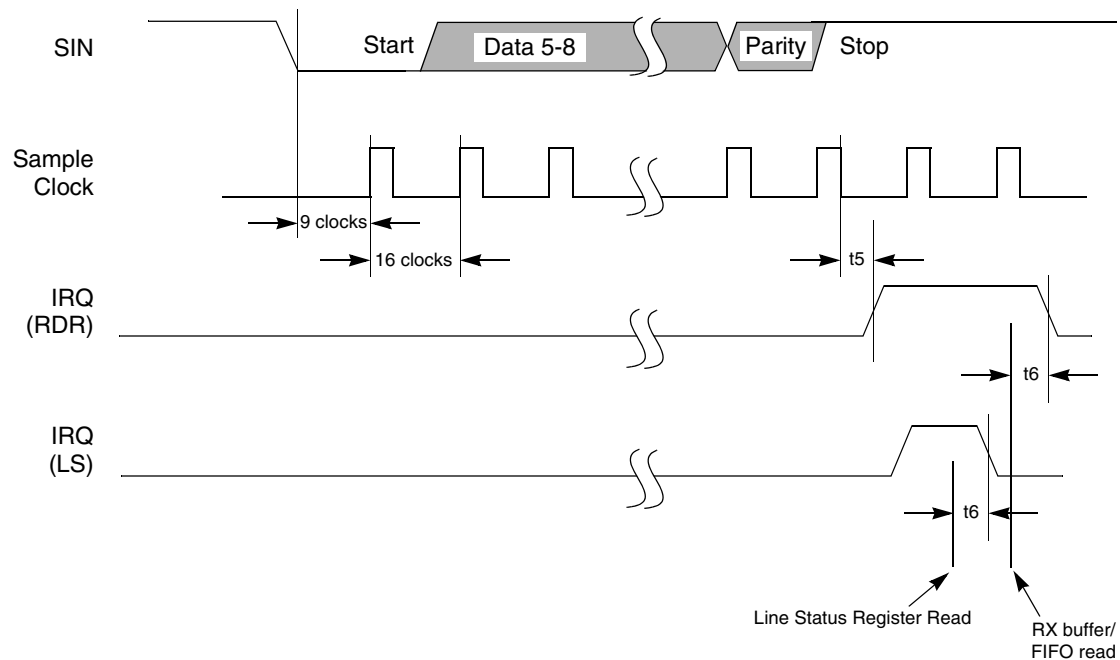 SIN
Start
Data 5-8
Parity
Stop
Sample
Clock
9 clocks
16 clocks
t5
IRQ
(RDR)
t6
IRQ
(LS)
t6
Line Status Register Read
RX buffer/
FIFO read